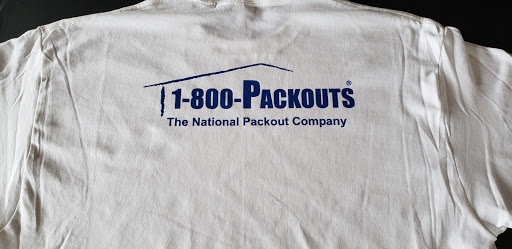 1-800-PACKOUTS®
The National Packout Company